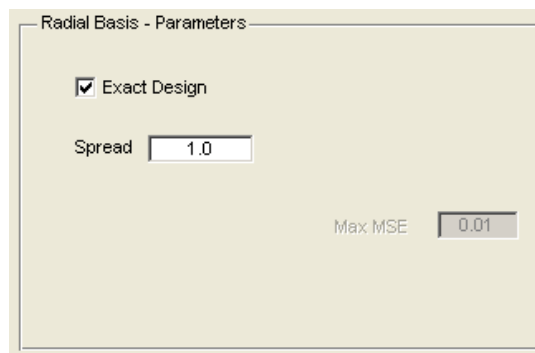 Radial Basis - Parameters
Exact Design
Spread 1.0
Max MSE 0.01